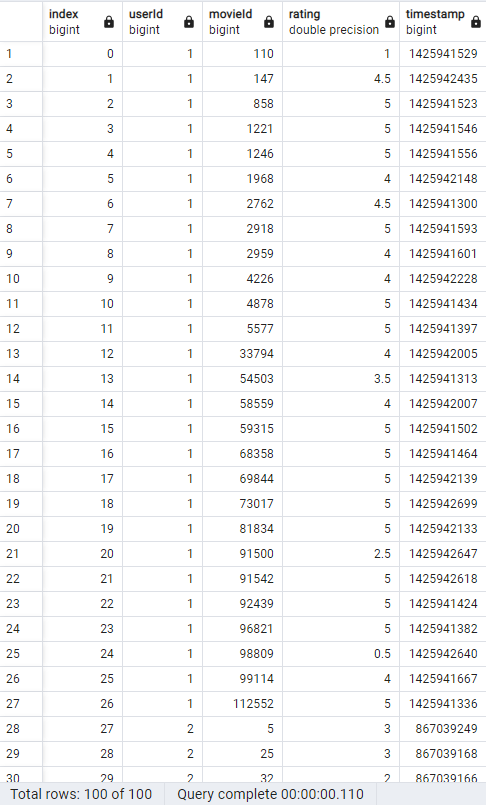 index userId movieId rating timestamp
bigint bigint bigint double precision bigint
1 0 1 110 1 1425941529
2 1 1 147 4.5 1425942435
3 2 1 858 5 1425941523
4 3 1 1221 5 1425941546
5 4 1 1246 5 1425941556
6 5 1 1968 4 1425942148
7 6 1 2762 4.5 1425941300
8 7 1 2918 5 1425941593
9 8 1 2959 4 1425941601
10 9 1 4226 4 1425942228
11 10 1 4878 5 1425941434
12 11 1 5577 5 1425941397
13 12 1 33794 4 1425942005
14 13 1 54503 3.5 1425941313
15 14 1 58559 4 1425942007
16 15 1 59315 5 1425941502
17 16 1 68358 5 1425941464
18 17 1 69844 5 1425942139
19 18 1 73017 5 1425942699
20 19 1 81834 5 1425942133
21 20 1 91500 2.5 1425942647
22 21 1 91542 5 1425942618
23 22 1 92439 5 1425941424
24 23 1 96821 5 1425941382
25 24 1 98809 0.5 1425942640
26 25 1 99114 4 1425941667
27 26 1 112552 5 1425941336
28 27 2 5 3 867039249
29 28 2 25 3 867039168
30 29 2 32 2 867039166
Total rows: 100 of 100 Query complete 00:00:00.110